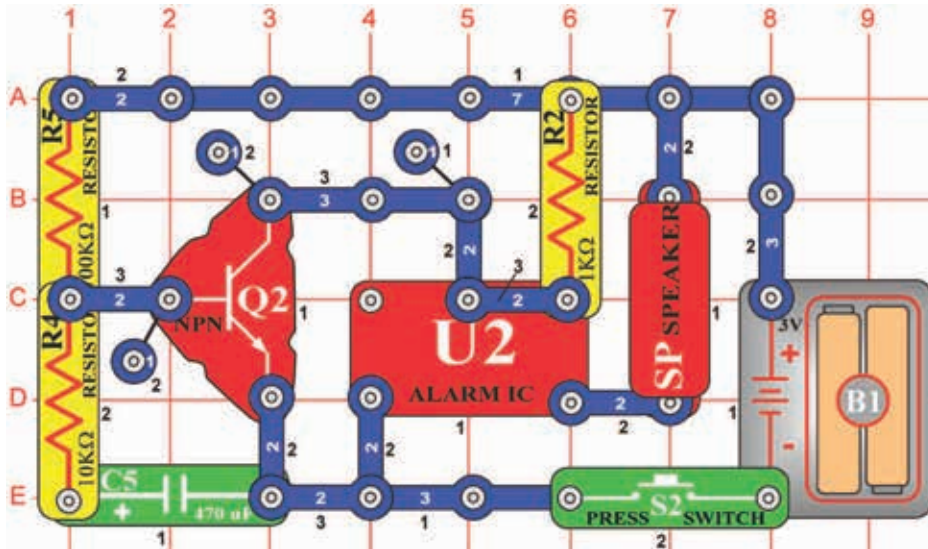 1 2 3 4 5 6 7 8 9
2 1
A 2 7
R5 R2
RESISTOR RESISTOR
1 2 1 1 2 2
B 3
3
1 2 2 2 3
00KΩ 1KΩ
SPEAKER
SP
3 3
C 2 2
R4 NPN Q2 1 U2 1 3V
RESISTOR
1 +
2
D ALARM IC 2 1 B1
2 1 2 -
2 2 2 2
10KΩ
C5
E 2 3 S2
+ 470 uF 3 1 PRESS SWITCH
1 2